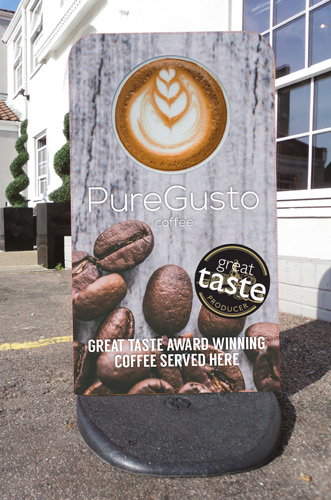 PureGusto
coffee
great
taste
PRODUCER
GREAT TASTE AWARD WINNING
COFFEE SERVED HERE